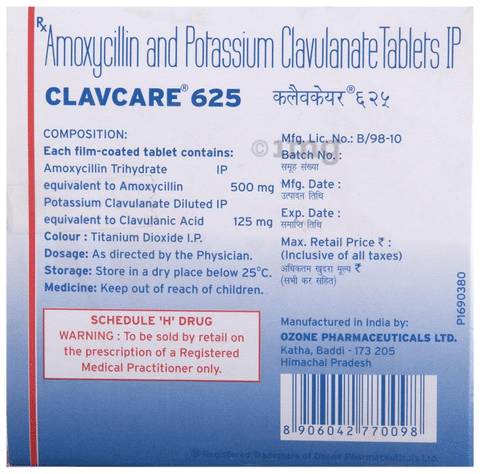 Rx
Amoxycillin and Potassium Clavulanate Tablets IP
CLAVCARE® 625 कलैवकेयर®६२५
COMPOSITION:
Each film-coated tablet contains:
Amoxycillin Trihydrate IP
equivalent to Amoxycillin 500 mg
Potassium Clavulanate Diluted IP
equivalent to Clavulanic Acid 125 mg
Colour : Titanium Dioxide I.P.
Dosage: As directed by the Physician.
Storage: Store in a dry place below 25°C.
Medicine: Keep out of reach of children.
SCHEDULE 'H' DRUG
WARNING : To be sold by retail on
the prescription of a Registered
Medical Practitioner only.
Mfg. Lic. No.: B/98-10
©1mg
Batch No. :
समूह संख्या
Mfg. Date :
उत्पादन तिथि
Exp. Date :
समाप्ति तिथि
Max. Retail Price ₹ :
(Inclusive of all taxes)
अधिकतम खुदरा मूल्य ₹
(सभी कर सहित)
P1690380
Manufactured in India by:
OZONE PHARMACEUTICALS LTD.
Katha, Baddi - 173 205
Himachal Pradesh
8 906042 770098
® Registered Trademark of Ozone Pharmaceuticals Ltd.